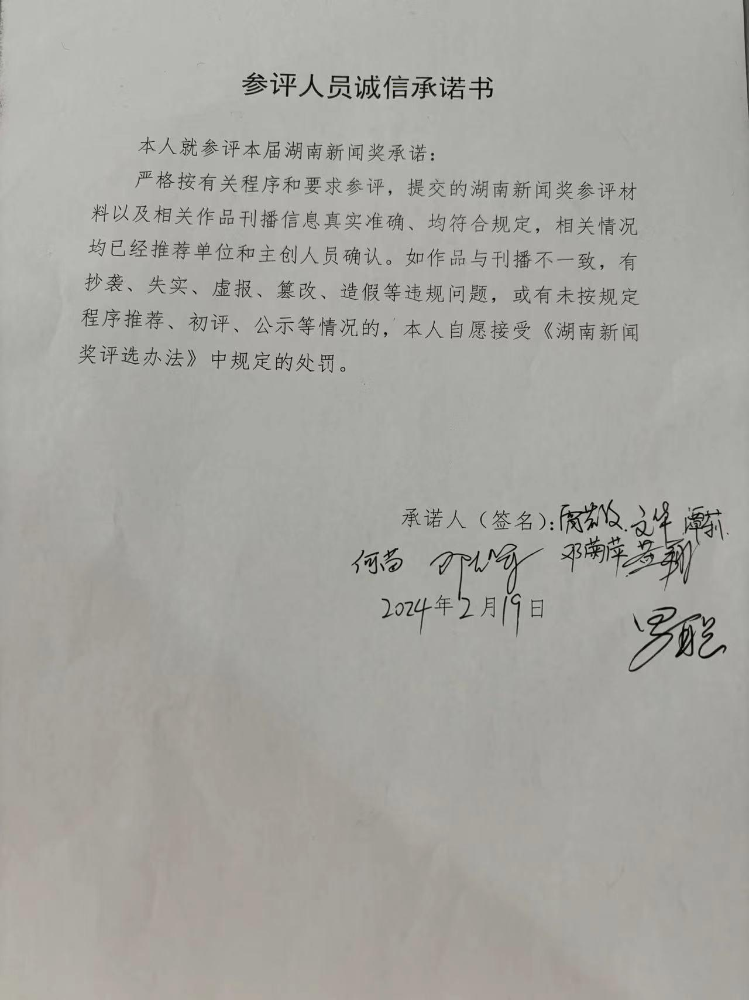 参评人员诚信承诺书
本人就参评本届湖南新闻奖承诺：
严格按有关程序和要求参评，提交的湖南新闻奖参评材
料以及相关作品刊播信息真实准确、均符合规定，相关情况
均已经推荐单位和主创人员确认。如作品与刊播不一致，有
抄袭、失实、虚报、篡改、造假等违规问题，或有未按规定
程序推荐、初评、公示等情况的，本人自愿接受《湖南新闻
奖评选办法》中规定的处罚。
承诺人（签名）： 文华 谭莉
何苗 邓菊萍
2024年2月19日
罗聪